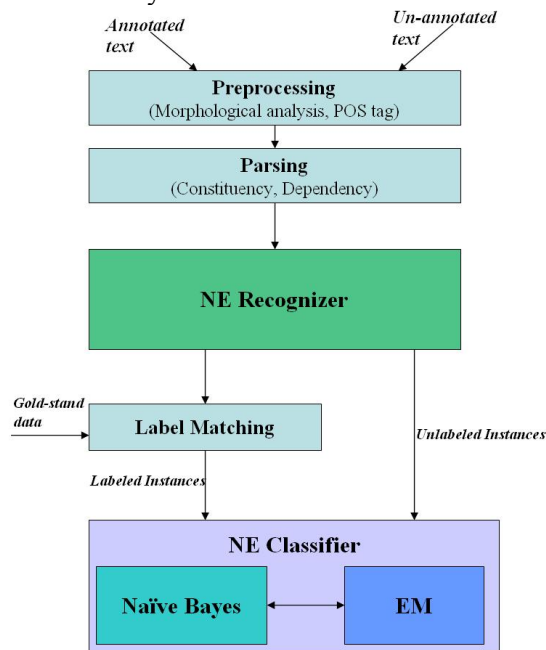 Annotated
text
Un-annotated
text
Preprocessing
(Morphological analysis, POS tag)
Parsing
(Constituency, Dependency)
NE Recognizer
Gold-stand
data
Label Matching
Unlabeled Instances
Labeled Instances
NE Classifier
Naïve Bayes
EM